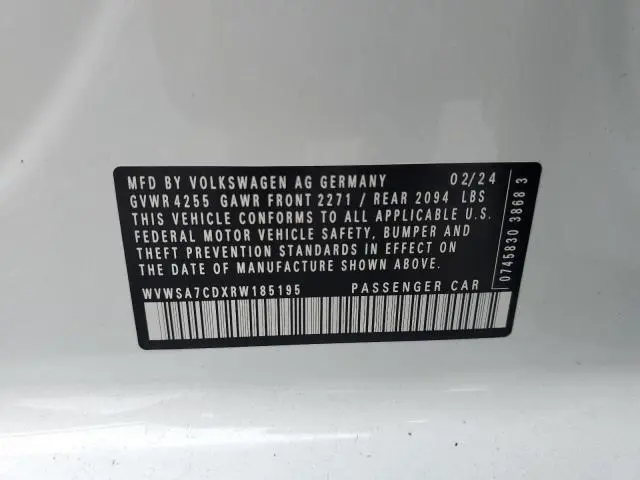 MFD BY VOLKSWAGEN AG GERMANY 02/24
GVWR 4255 GAWR FRONT 2271 / REAR 2094 LBS
THIS VEHICLE CONFORMS TO ALL APPLICABLE U.S.
FEDERAL MOTOR VEHICLE SAFETY, BUMPER AND
THEFT PREVENTION STANDARDS IN EFFECT ON
THE DATE OF MANUFACTURE SHOWN ABOVE.
WVWSA7CDXRW185195 PASSENGER CAR
0745830 3868 3